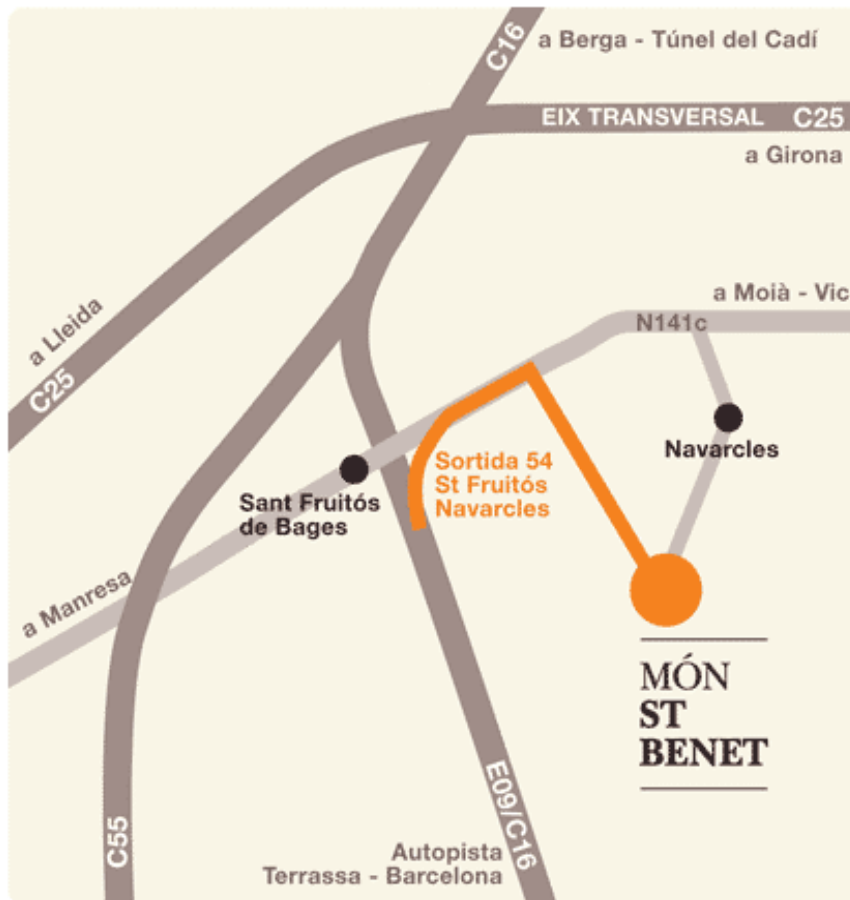 C16
a Berga - Túnel del Cadí
EIX TRANSVERSAL C25
a Girona
a Lleida
C25
a Moià - Vic
N141c
Navarcles
Sortida 54
St Fruitós
Navarcles
Sant Fruitós
de Bages
a Manresa
MÓN
ST
BENET
E09/C16
C55
Autopista
Terrassa - Barcelona